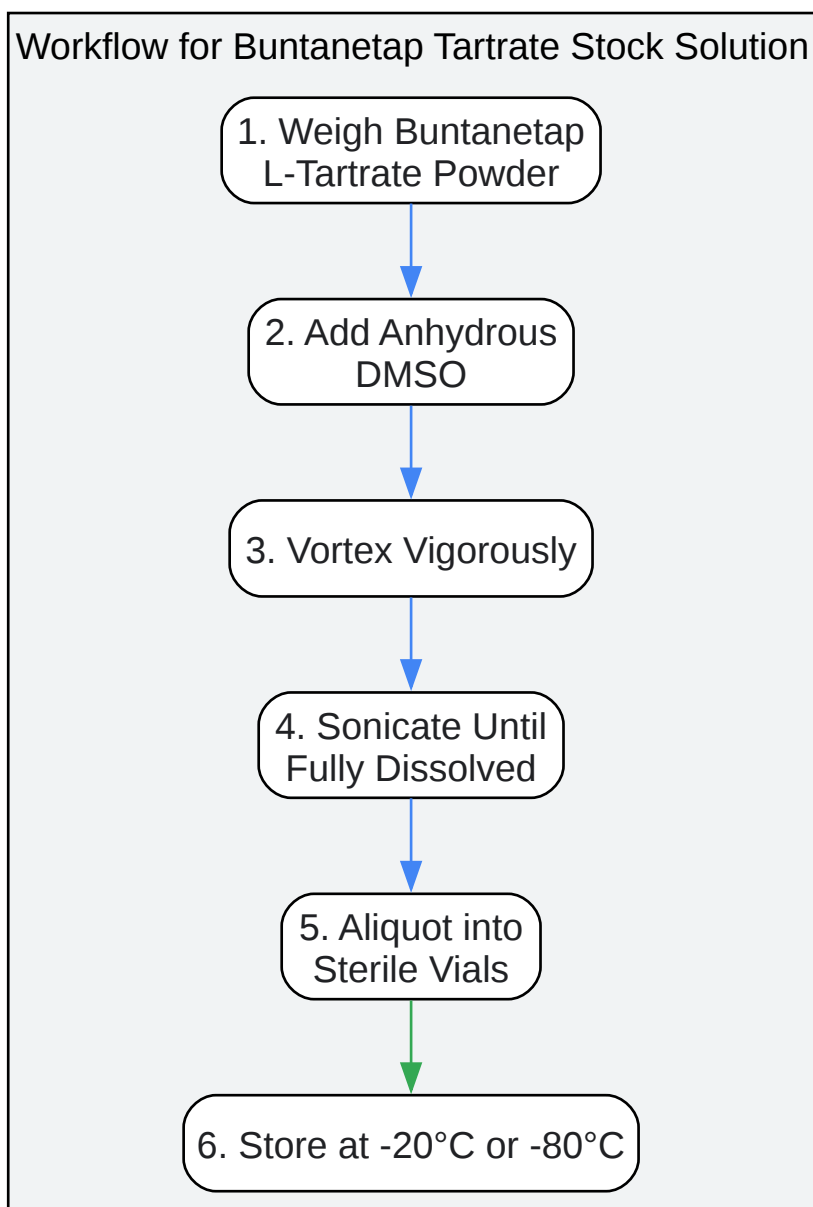 Workflow for Buntanetap Tartrate Stock Solution
1. Weigh Buntanetap
L-Tartrate Powder
2. Add Anhydrous
DMSO
3. Vortex Vigorously
4. Sonicate Until
Fully Dissolved
5. Aliquot into
Sterile Vials
6. Store at -20°C or -80°C